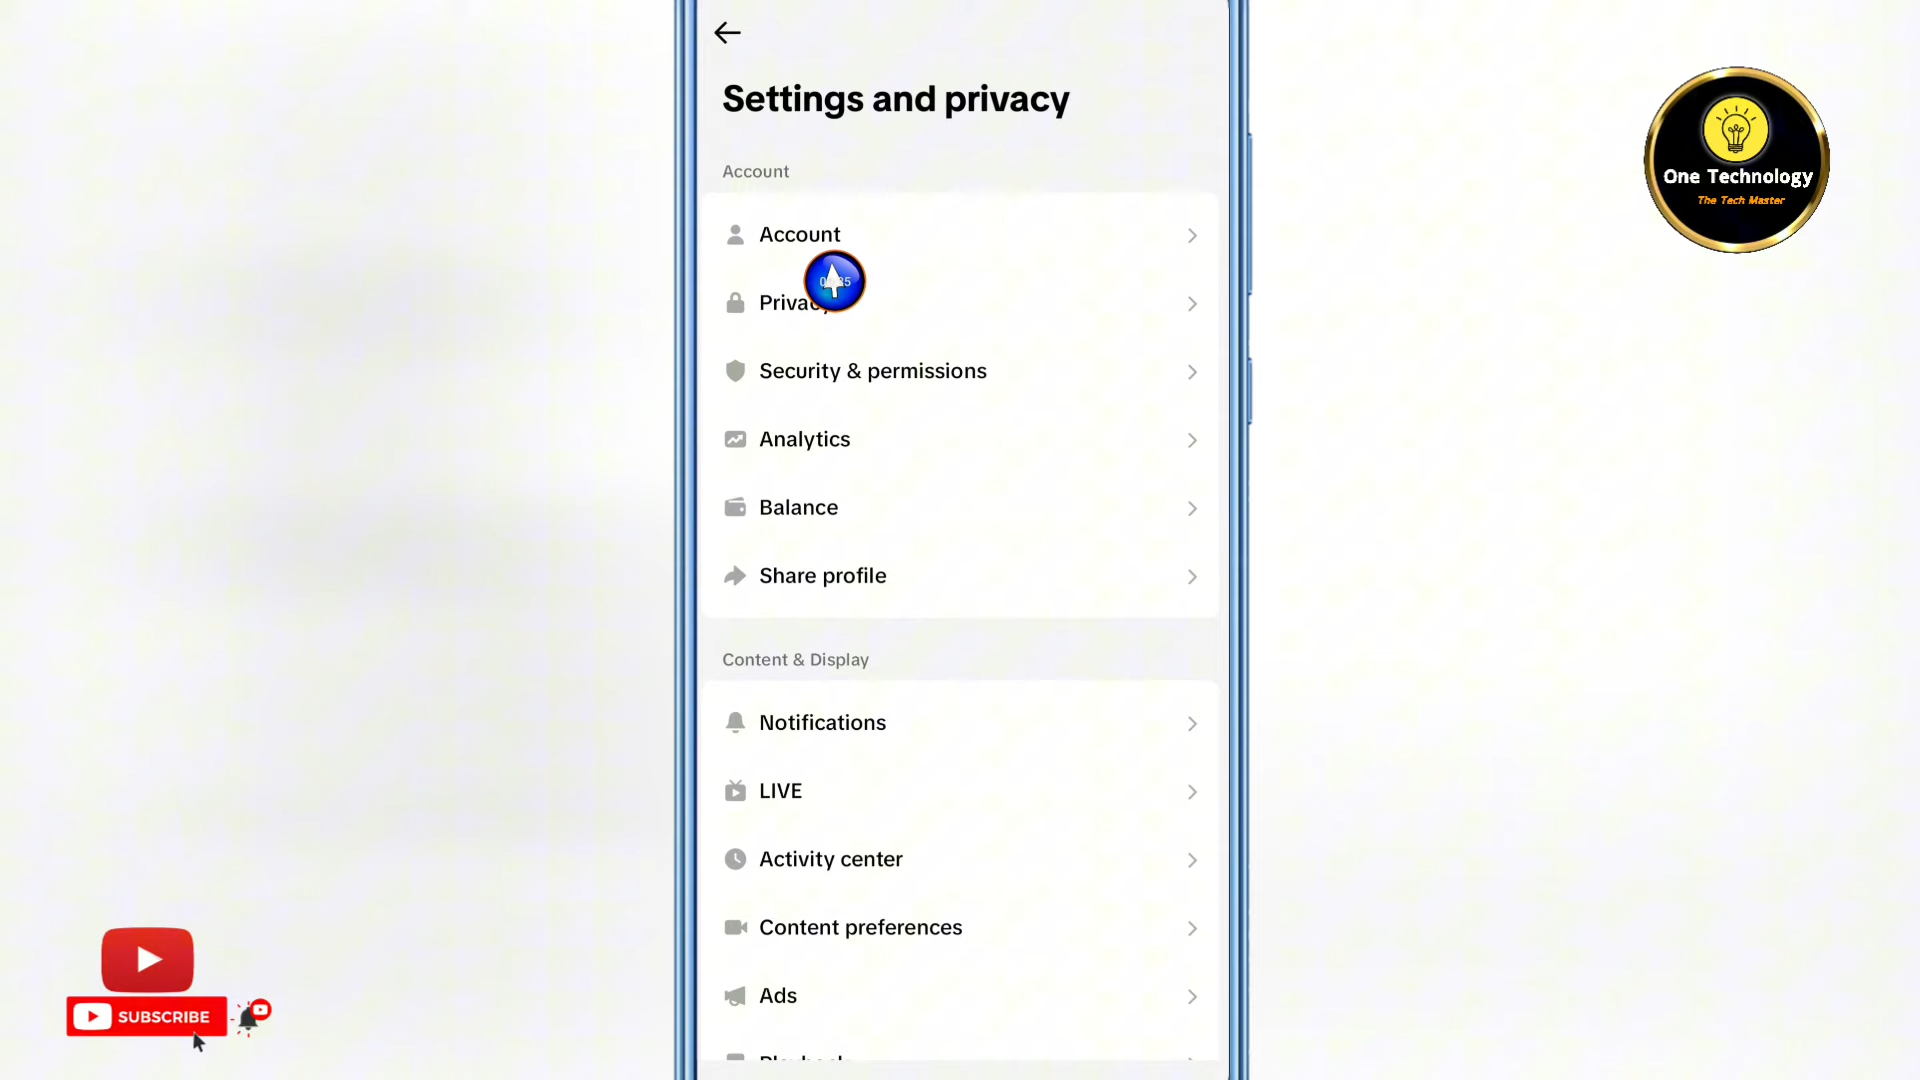 Settings and privacy
Account
Account
Security & permissions
Analytics
Balance
Share profile
Content & Display
Notifications
LIVE
Activity center
Content preferences
Ads
One Technology
The Tech Master
SUBSCRIBE